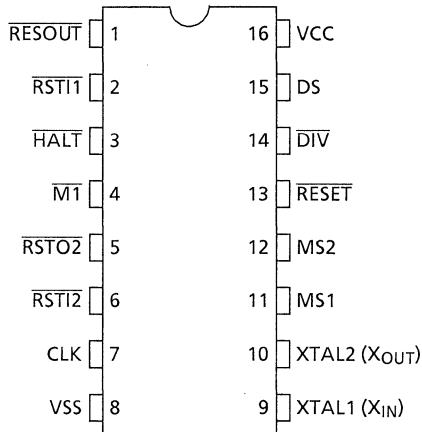 RESOUT 1 16 VCC
RSTI1 2 15 DS
HALT 3 14 DIV
M1 4 13 RESET
RSTO2 5 12 MS2
RSTI2 6 11 MS1
CLK 7 10 XTAL2 (XOUT)
VSS 8 9 XTAL1 (XIN)